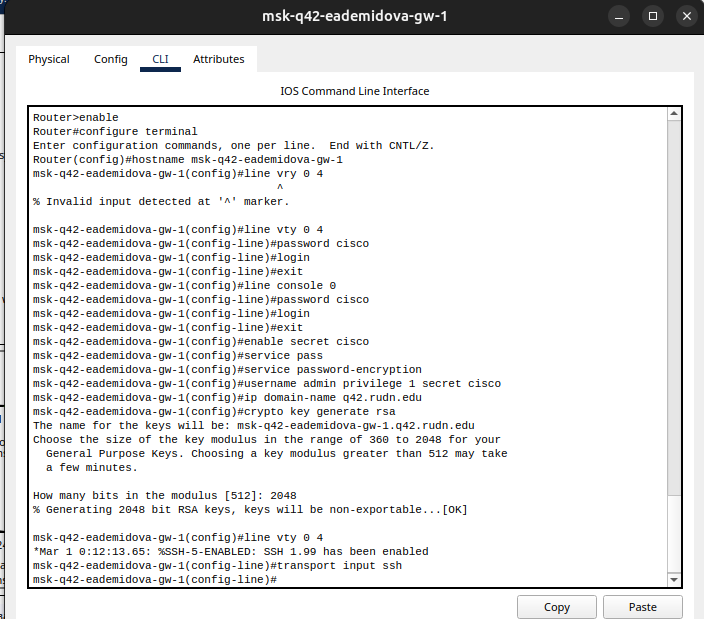 msk-q42-eademidova-gw-1
Physical Config CLI Attributes
IOS Command Line Interface
Router>enable
Router#configure terminal
Enter configuration commands, one per line.  End with CNTL/Z.
Router(config)#hostname msk-q42-eademidova-gw-1
msk-q42-eademidova-gw-1(config)#line vry 0 4
^
% Invalid input detected at '^' marker.
msk-q42-eademidova-gw-1(config)#line vty 0 4
msk-q42-eademidova-gw-1(config-line)#password cisco
msk-q42-eademidova-gw-1(config-line)#login
msk-q42-eademidova-gw-1(config-line)#exit
msk-q42-eademidova-gw-1(config)#line console 0
msk-q42-eademidova-gw-1(config-line)#password cisco
msk-q42-eademidova-gw-1(config-line)#login
msk-q42-eademidova-gw-1(config-line)#exit
msk-q42-eademidova-gw-1(config)#enable secret cisco
msk-q42-eademidova-gw-1(config)#service pass
msk-q42-eademidova-gw-1(config)#service password-encryption
msk-q42-eademidova-gw-1(config)#username admin privilege 1 secret cisco
msk-q42-eademidova-gw-1(config)#ip domain-name q42.rudn.edu
msk-q42-eademidova-gw-1(config)#crypto key generate rsa
The name for the keys will be: msk-q42-eademidova-gw-1.q42.rudn.edu
Choose the size of the key modulus in the range of 360 to 2048 for your
General Purpose Keys. Choosing a key modulus greater than 512 may take
a few minutes.
How many bits in the modulus [512]: 2048
% Generating 2048 bit RSA keys, keys will be non-exportable...[OK]
msk-q42-eademidova-gw-1(config)#line vty 0 4
*Mar 1 0:12:13.65: %SSH-5-ENABLED: SSH 1.99 has been enabled
msk-q42-eademidova-gw-1(config-line)#transport input ssh
msk-q42-eademidova-gw-1(config-line)#
Copy Paste